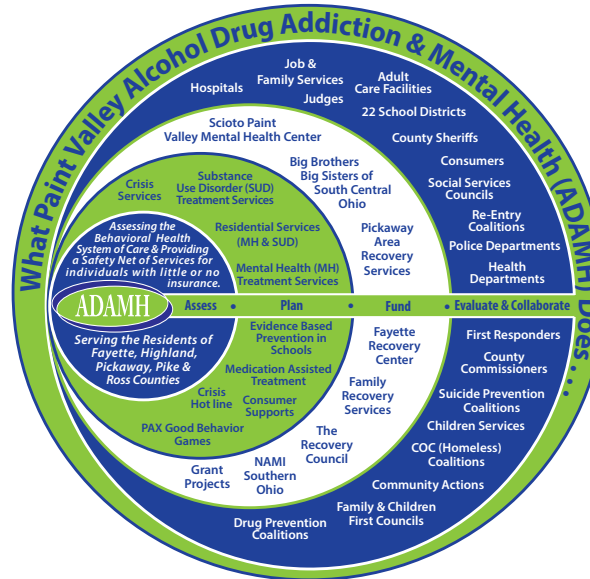 What Paint Valley Alcohol Drug Addiction & Mental Health (ADAMH) Does . . .
Hospitals
Job &
Family Services
Judges
Adult
Care Facilities
22 School Districts
County Sheriffs
Consumers
Social Services
Councils
Re-Entry
Coalitions
Police Departments
Health
Departments
Scioto Paint
Valley Mental Health Center
Big Brothers
Big Sisters of
South Central
Ohio
Pickaway
Area
Recovery
Services
Crisis
Services
Substance
Use Disorder (SUD)
Treatment Services
Residential Services
(MH & SUD)
Mental Health (MH)
Treatment Services
Assessing the
Behavioral Health
System of Care & Providing
a Safety Net of Services for
individuals with little or no
insurance.
ADAMH
Assess • Plan • Fund • Evaluate & Collaborate
Serving the Residents of
Fayette, Highland,
Pickaway, Pike &
Ross Counties
Evidence Based
Prevention in
Schools
Medication Assisted
Treatment
Crisis
Hot line
Consumer
Supports
PAX Good Behavior
Games
Fayette
Recovery
Center
Family
Recovery
Services
The
Recovery
Council
NAMI
Southern
Ohio
Grant
Projects
First Responders
County
Commissioners
Suicide Prevention
Coalitions
Children Services
COC (Homeless)
Coalitions
Community Actions
Family & Children
First Councils
Drug Prevention
Coalitions